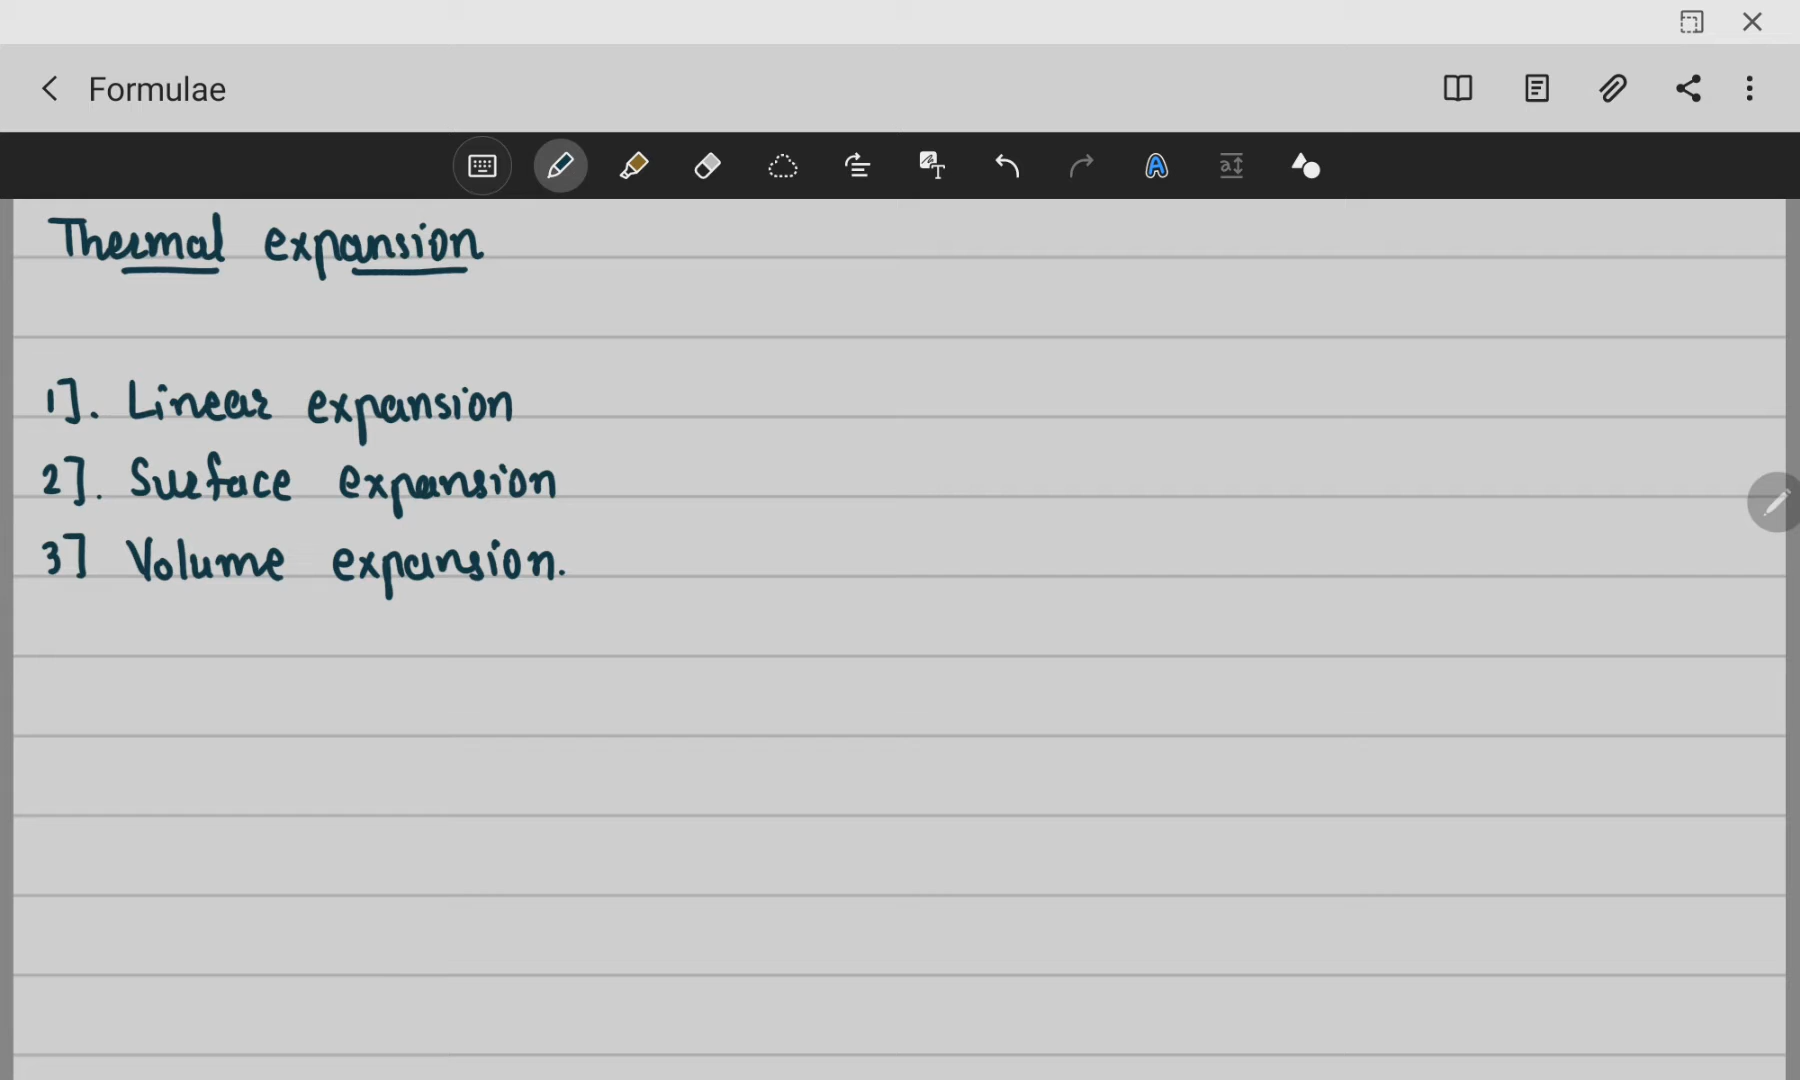 Formulae
Thermal expansion
1]. Linear expansion
2]. Surface expansion
3] Volume expansion.